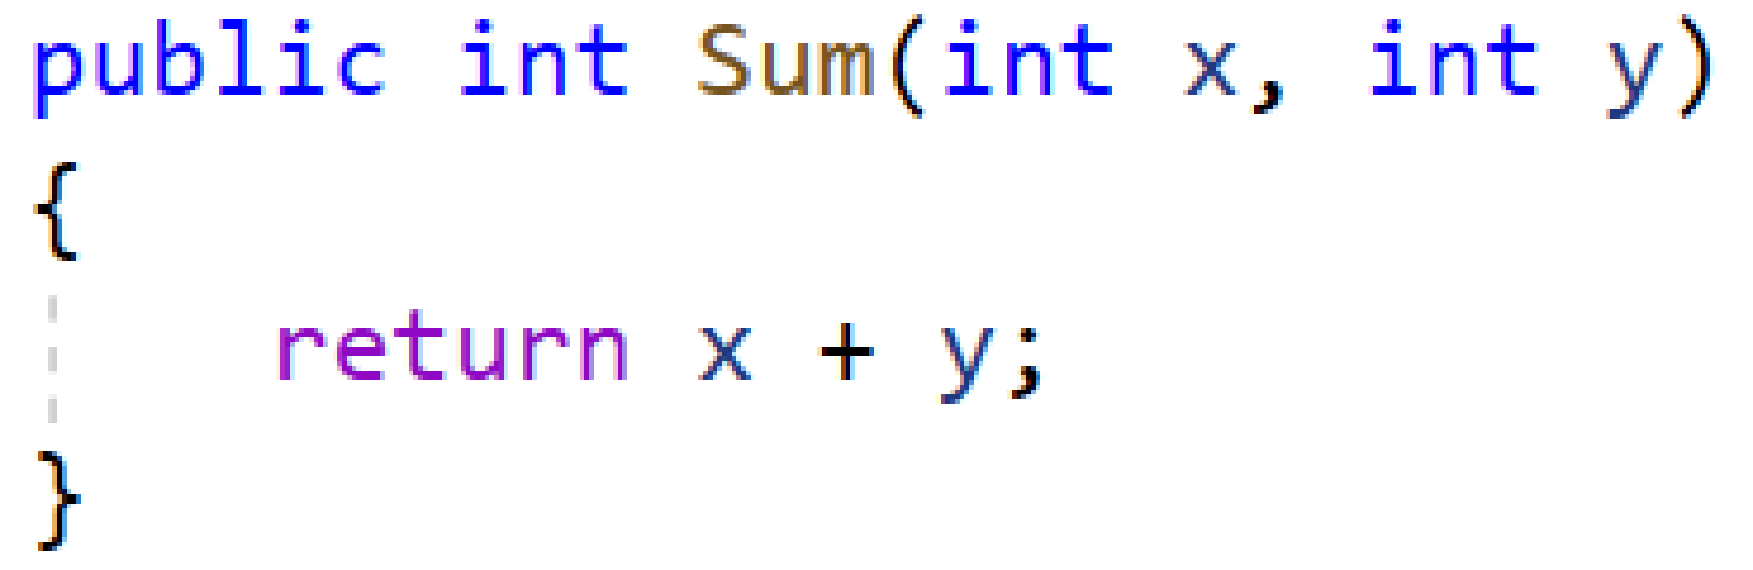 public int Sum(int x, int y)
{
    return x + y;
}